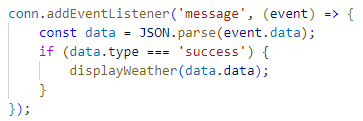 conn.addEventListener('message', (event) => {
    const data = JSON.parse(event.data);
    if (data.type === 'success') {
        displayWeather(data.data);
    }
});